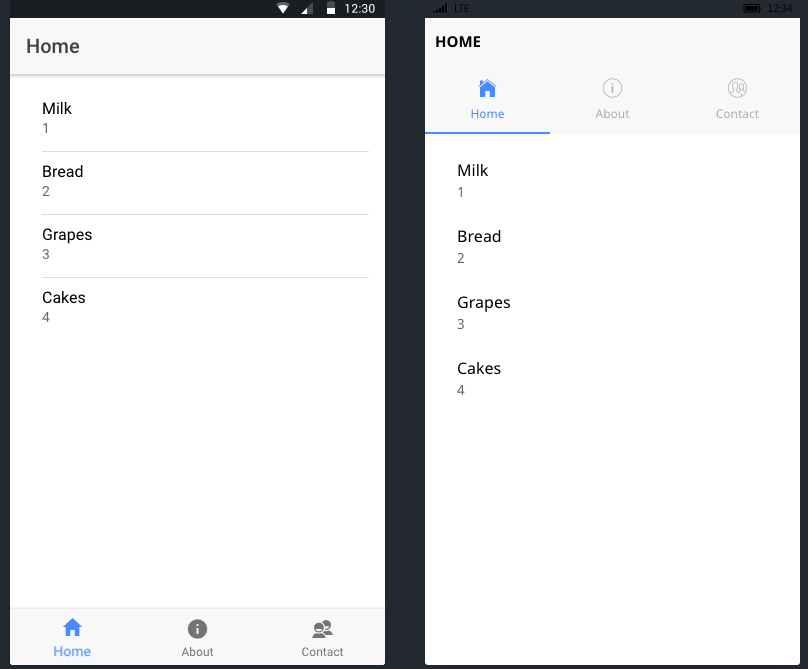 12:30
Home
Milk
1
Bread
2
Grapes
3
Cakes
4
Home About Contact
LTE 12:34
HOME
Home About Contact
Milk
1
Bread
2
Grapes
3
Cakes
4